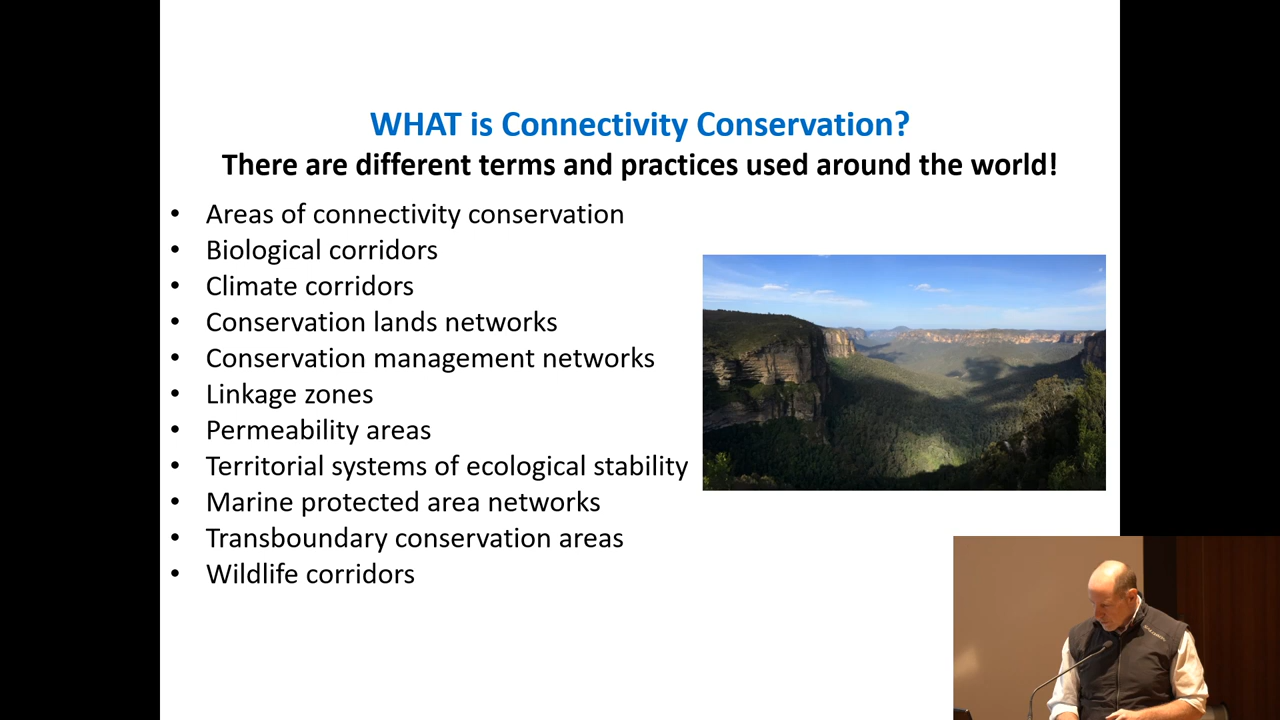 WHAT is Connectivity Conservation?
There are different terms and practices used around the world!
• Areas of connectivity conservation
• Biological corridors
• Climate corridors
• Conservation lands networks
• Conservation management networks
• Linkage zones
• Permeability areas
• Territorial systems of ecological stability
• Marine protected area networks
• Transboundary conservation areas
• Wildlife corridors